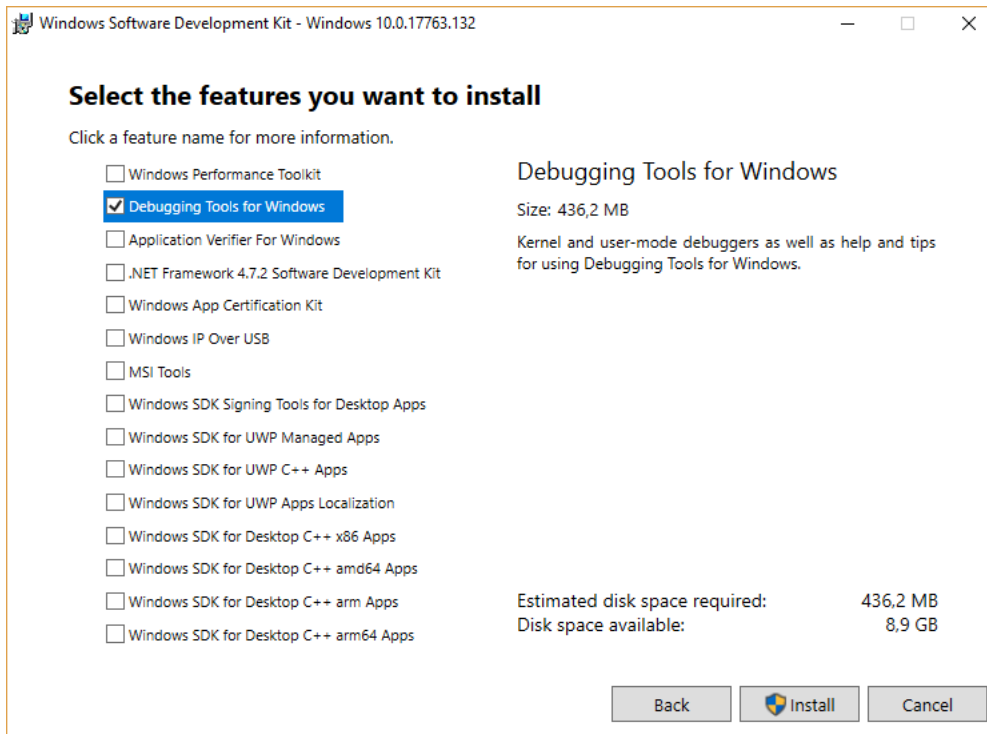 Windows Software Development Kit - Windows 10.0.17763.132
Select the features you want to install
Click a feature name for more information.
Windows Performance Toolkit
Debugging Tools for Windows
Application Verifier For Windows
.NET Framework 4.7.2 Software Development Kit
Windows App Certification Kit
Windows IP Over USB
MSI Tools
Windows SDK Signing Tools for Desktop Apps
Windows SDK for UWP Managed Apps
Windows SDK for UWP C++ Apps
Windows SDK for UWP Apps Localization
Windows SDK for Desktop C++ x86 Apps
Windows SDK for Desktop C++ amd64 Apps
Windows SDK for Desktop C++ arm Apps
Windows SDK for Desktop C++ arm64 Apps
Debugging Tools for Windows
Size: 436,2 MB
Kernel and user-mode debuggers as well as help and tips
for using Debugging Tools for Windows.
Estimated disk space required: 436,2 MB
Disk space available: 8,9 GB
Back Install Cancel